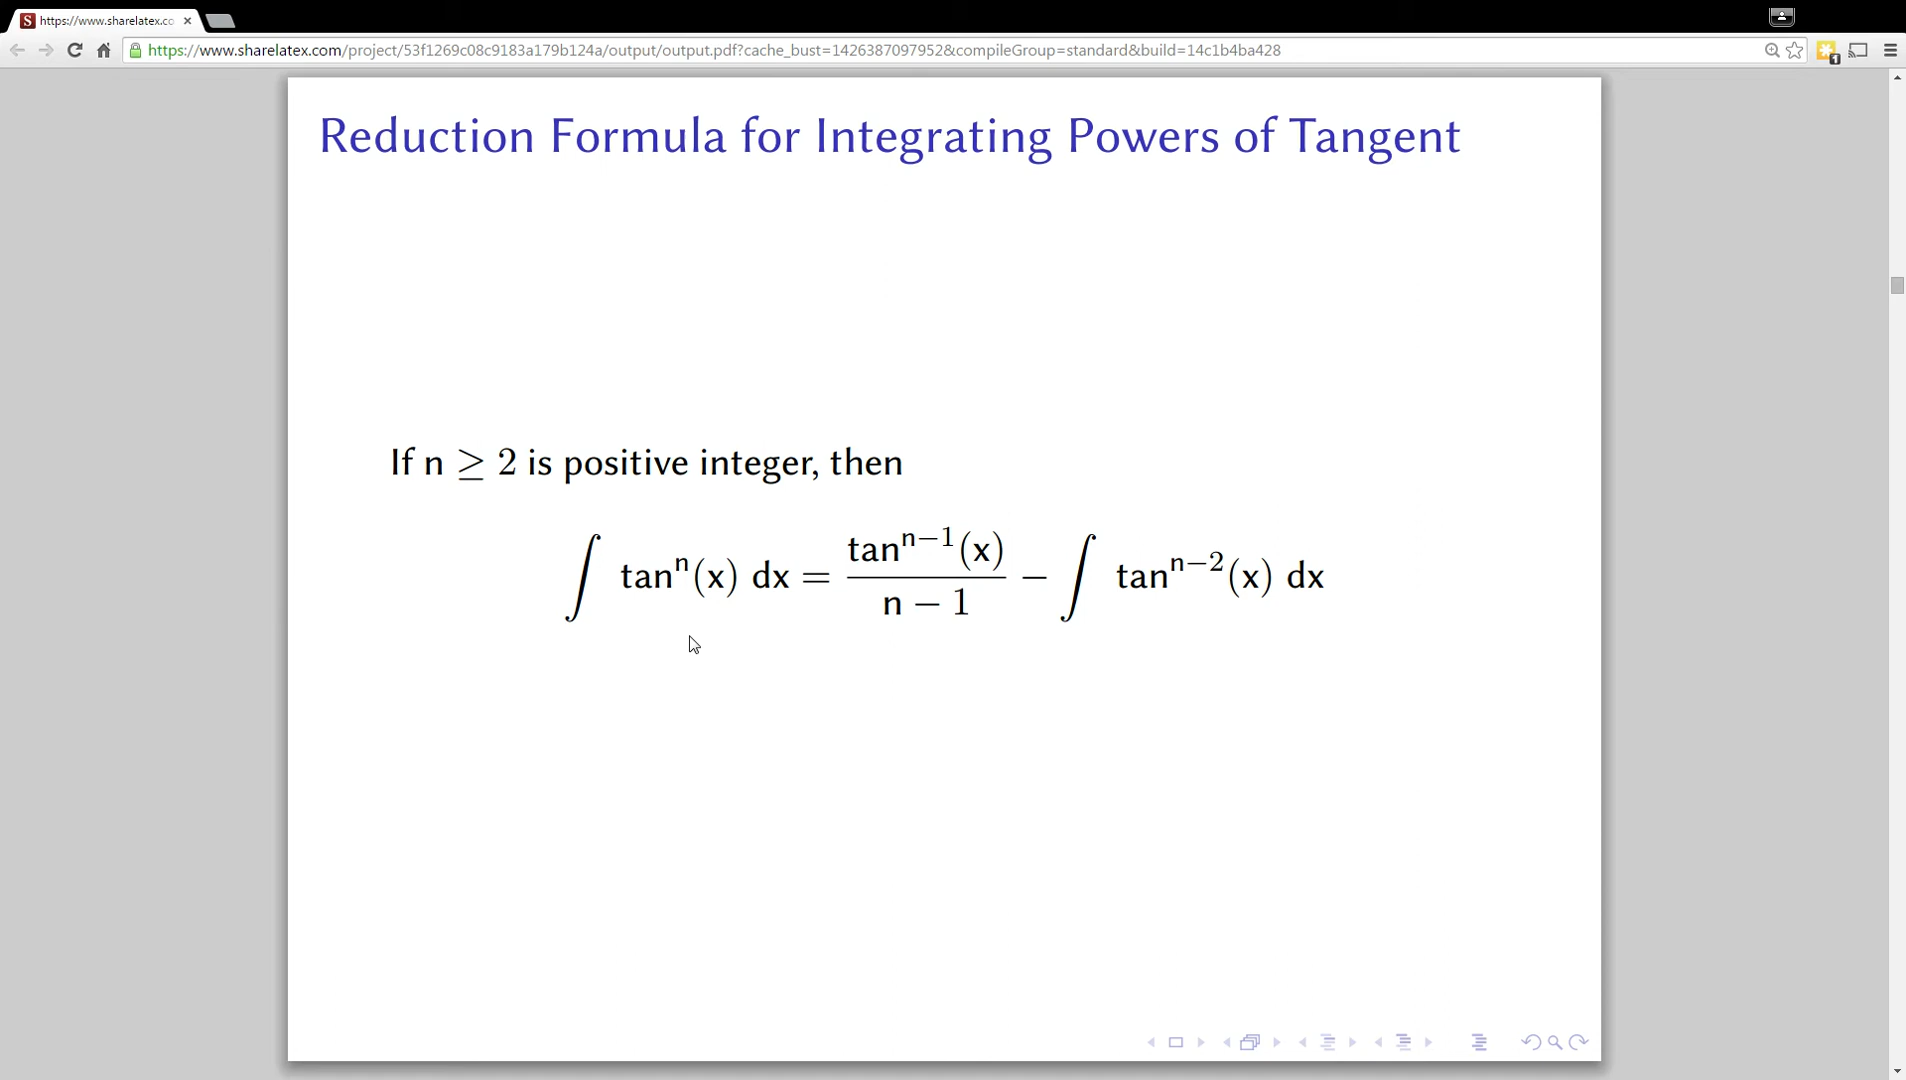 https://www.sharelatex.co
https://www.sharelatex.com/project/53f1269c08c9183a179b124a/output/output.pdf?cache_bust=1426387097952&compileGroup=standard&build=14c1b4ba428
1
Reduction Formula for Integrating Powers of Tangent
If n ≥ 2 is positive integer, then
∫ tanⁿ(x) dx = tanⁿ⁻¹(x) / (n − 1) − ∫ tanⁿ⁻²(x) dx